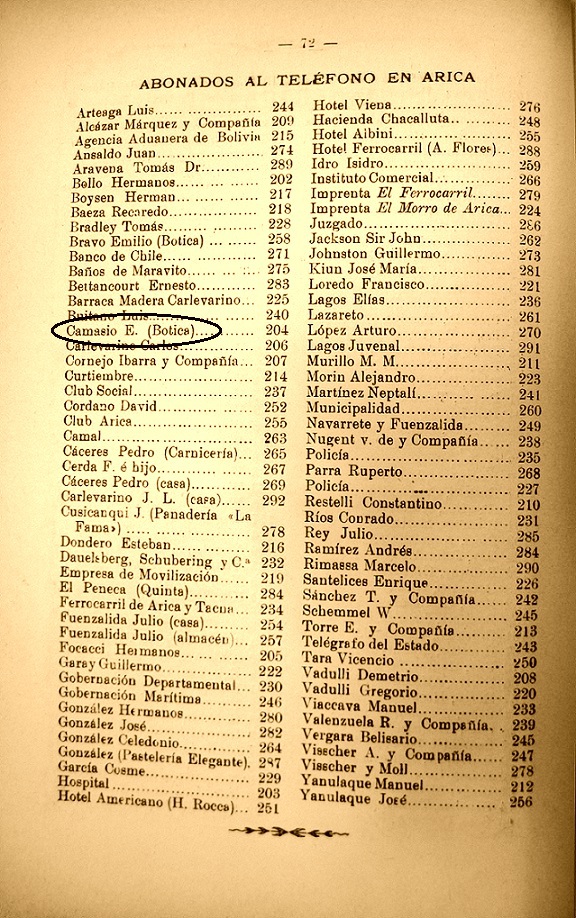 — 72 —
ABONADOS AL TELÉFONO EN ARICA
Arteaga Luis 244
Alcázar Márquez y Compañía 209
Agencia Aduanera de Bolivia 215
Ansaldo Juan 274
Aravena Tomás Dr 289
Bello Hermanos 202
Boysen Herman 217
Baeza Recaredo 218
Bradley Tomás 228
Bravo Emilio (Botica) 258
Banco de Chile 271
Baños de Maravito 275
Bettancourt Ernesto 283
Barraca Madera Carlevarino 225
Buitano Luis 240
Camasio E. (Botica) 204
Carlevarino Carlos 206
Cornejo Ibarra y Compañía 207
Curtiembre 214
Club Social 237
Cordano David 252
Club Arica 255
Camal 263
Cáceres Pedro (Carnicería) 265
Cerda F. é hijo 267
Cáceres Pedro (casa) 269
Carlevarino J. L. (casa) 292
Cusicanqui J. (Panadería «La
Fama») 278
Dondero Esteban 216
Dauelsberg, Schubering y C.ª 232
Empresa de Movilización 219
El Peneca (Quinta) 284
Ferrocarril de Arica y Tacna 234
Fuenzalida Julio (casa) 254
Fuenzalida Julio (almacén) 257
Focacci Hermanos 205
Garay Guillermo 222
Gobernación Departamental 230
Gobernación Marítima 246
González Hermanos 280
González José 282
González Celedonio 264
González (Pastelería Elegante) 287
García Cosme 229
Hospital 203
Hotel Americano (H. Rocca) 251
Hotel Viena 276
Hacienda Chacalluta 248
Hotel Albini 255
Hotel Ferrocarril (A. Flores) 288
Idro Isidro 259
Instituto Comercial 266
Imprenta El Ferrocarril 279
Imprenta El Morro de Arica 224
Juzgado 286
Jackson Sir John 262
Johnston Guillermo 273
Kiun José María 281
Loredo Francisco 221
Lagos Elías 236
Lazareto 261
López Arturo 270
Lagos Juvenal 291
Murillo M. M. 211
Morin Alejandro 223
Martínez Neptalí 241
Municipalidad 260
Navarrete y Fuenzalida 249
Nugent v. de y Compañía 238
Policía 235
Parra Ruperto 268
Policía 227
Restelli Constantino 210
Ríos Conrado 231
Rey Julio 285
Ramírez Andrés 284
Rimassa Marcelo 290
Santelices Enrique 226
Sánchez T. y Compañía 242
Schemmel W 245
Torre E. y Compañía 213
Telégrafo del Estado 243
Tara Vicencio 250
Vadulli Demetrio 208
Vadulli Gregorio 220
Viaccava Manuel 233
Valenzuela R. y Compañía 239
Vergara Belisario 245
Visscher A. y Compañía 247
Visscher y Moll 278
Yanulaque Manuel 212
Yanulaque José 256